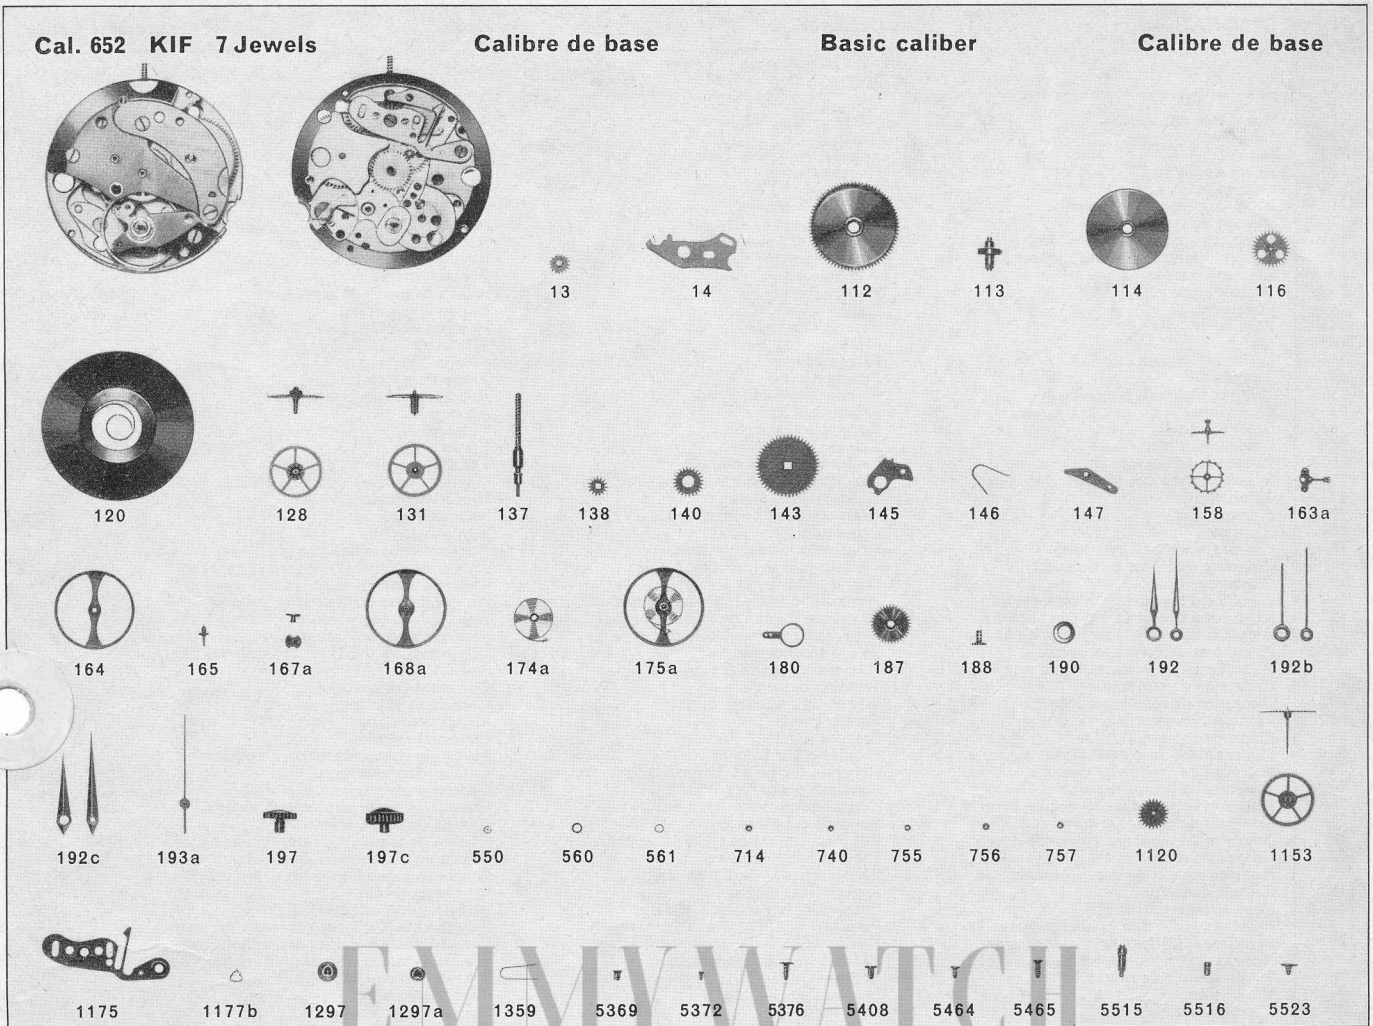 Cal. 652 KIF 7 Jewels Calibre de base Basic caliber Calibre de base
13 14 112 113 114 116
120 128 131 137 138 140 143 145 146 147 158 163a
164 165 167a 168a 174a 175a 180 187 188 190 192 192b
192c 193a 197 197c 550 560 561 714 740 755 756 757 1120 1153
EMMYWATCH
1175 1177b 1297 1297a 1359 5369 5372 5376 5408 5464 5465 5515 5516 5523